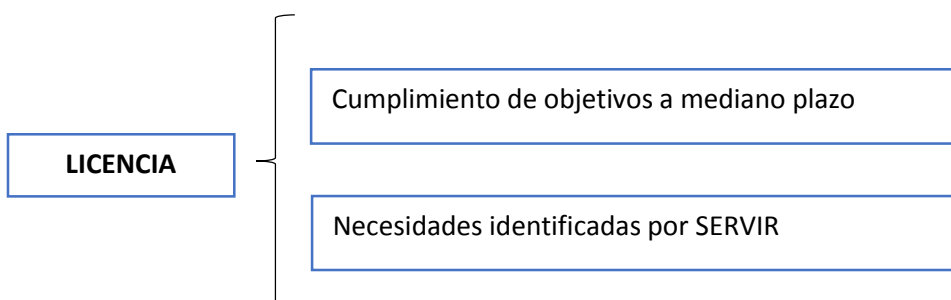 Cumplimiento de objetivos a mediano plazo
LICENCIA
Necesidades identificadas por SERVIR